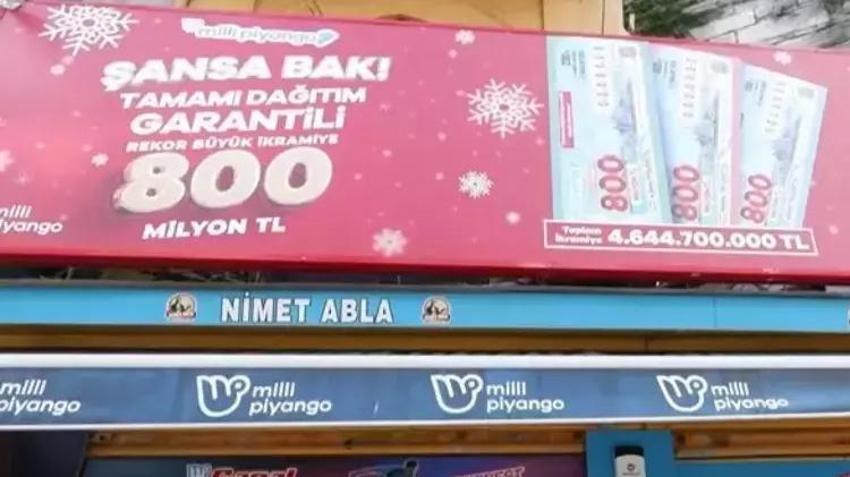 milli piyango
ŞANSA BAK!
TAMAMI DAĞITIM
GARANTİLİ
REKOR BÜYÜK İKRAMİYE
800
MİLYON TL
milli
piyango
800
800
800
Toplam
İkramiye 4.644.700.000 TL
NİMET ABLA
milli
piyango
milli
piyango
milli
piyango
milli
piyango